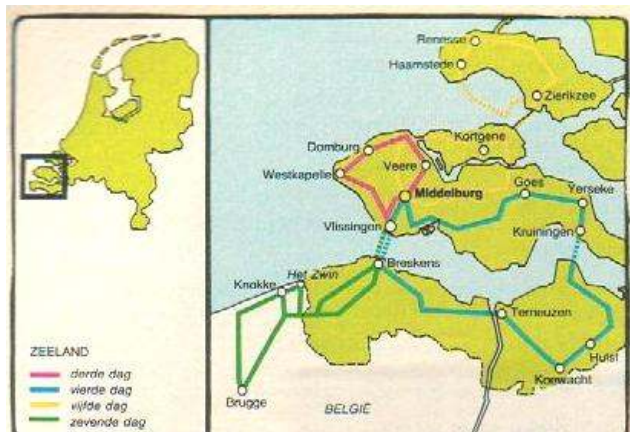 Renesse
Haamstede
Zierikzee
Kortgene
Domburg
Veere
Westkapelle
Middelburg
Goes
Yerseke
Vlissingen
Kruiningen
Breskens
Het Zwin
Knokke
Terneuzen
Hulst
Koewacht
Brugge
BELGIË
ZEELAND
derde dag
vierde dag
vijfde dag
zevende dag